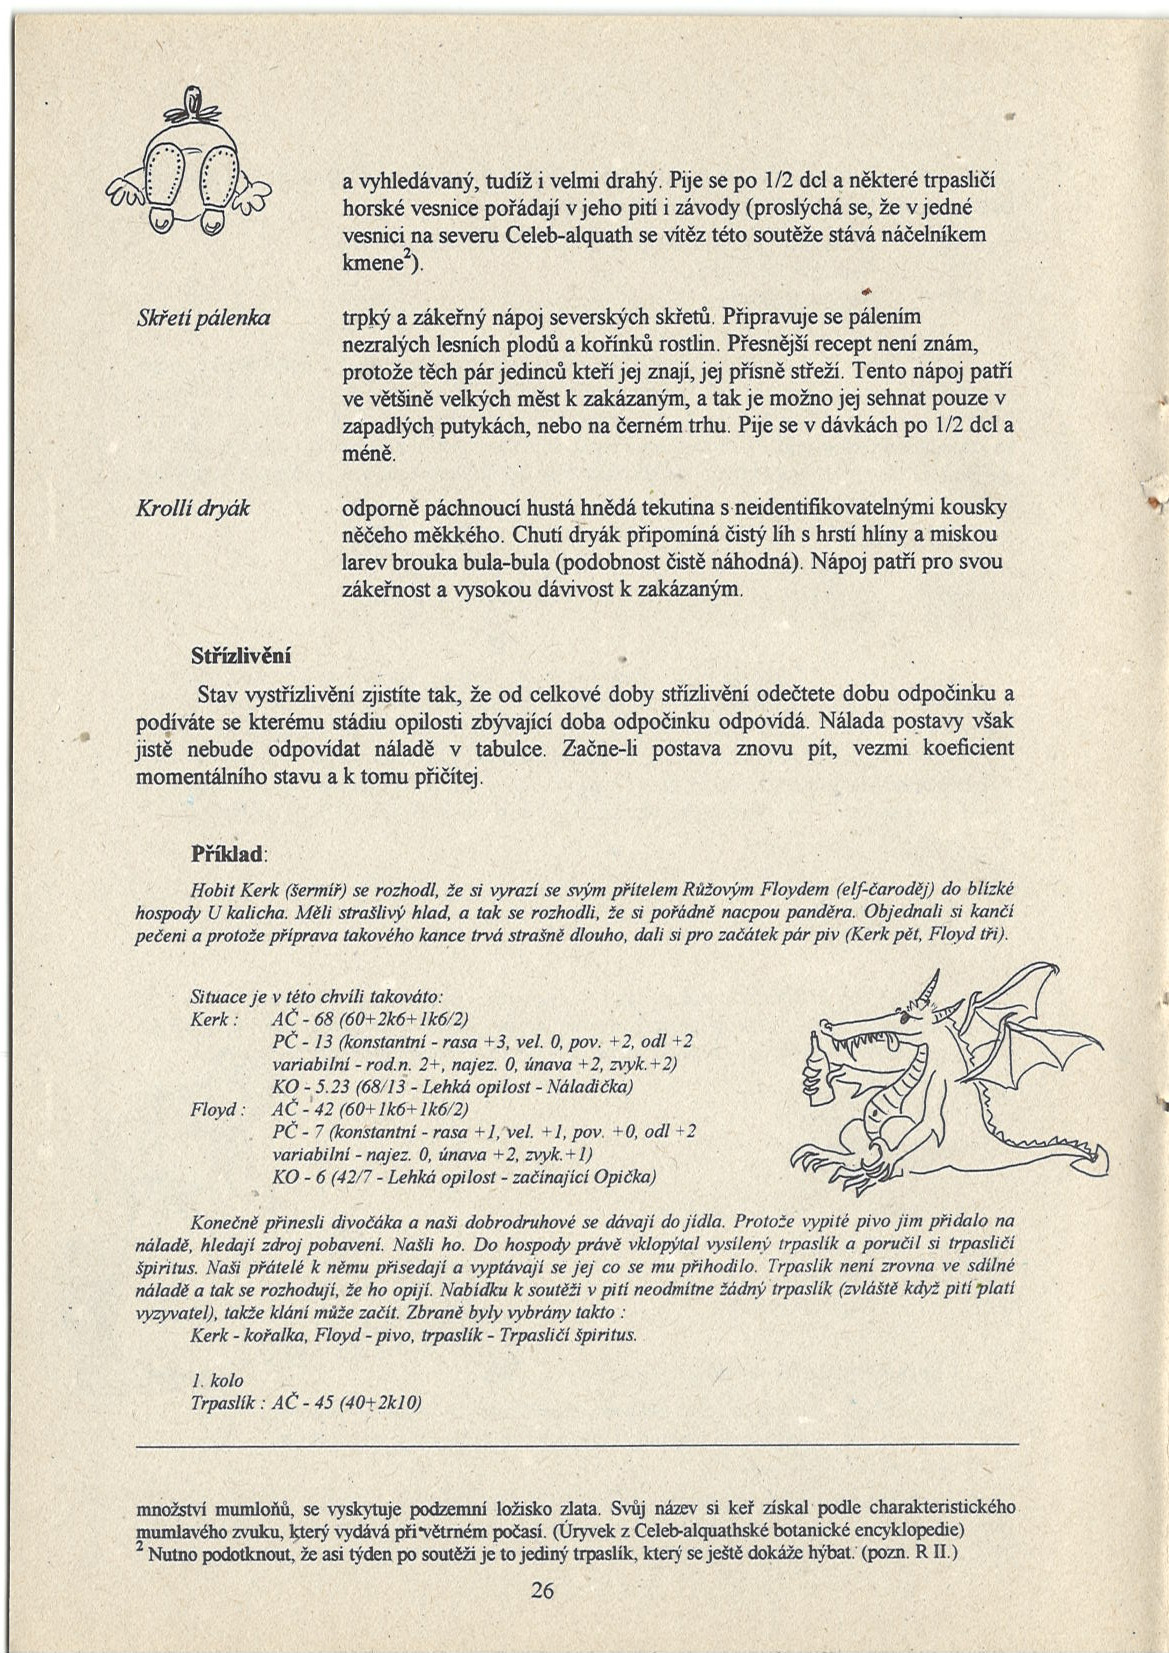 a vyhledávaný, tudíž i velmi drahý. Pije se po 1/2 dcl a některé trpasličí
horské vesnice pořádají v jeho pití i závody (proslýchá se, že v jedné
vesnici na severu Celeb-alquath se vítěz této soutěže stává náčelníkem
kmene²).
Skřetí pálenka
trpký a zákeřný nápoj severských skřetů. Připravuje se pálením
nezralých lesních plodů a kořínků rostlin. Přesnější recept není znám,
protože těch pár jedinců kteří jej znají, jej přísně střeží. Tento nápoj patří
ve většině velkých měst k zakázaným, a tak je možno jej sehnat pouze v
zapadlých putykách, nebo na černém trhu. Pije se v dávkách po 1/2 dcl a
méně.
Krollí dryák
odporně páchnoucí hustá hnědá tekutina s neidentifikovatelnými kousky
něčeho měkkého. Chutí dryák připomíná čistý líh s hrstí hlíny a miskou
larev brouka bula-bula (podobnost čistě náhodná). Nápoj patří pro svou
zákeřnost a vysokou dávivost k zakázaným.
Střízlivění
Stav vystřízlivění zjistíte tak, že od celkové doby střízlivění odečtete dobu odpočinku a
podíváte se kterému stádiu opilosti zbývající doba odpočinku odpovídá. Nálada postavy však
jistě nebude odpovídat náladě v tabulce. Začne-li postava znovu pít, vezmi koeficient
momentálního stavu a k tomu přičítej.
Příklad:
Hobit Kerk (šermíř) se rozhodl, že si vyrazí se svým přítelem Růžovým Floydem (elf-čaroděj) do blízké
hospody U kalicha. Měli strašlivý hlad, a tak se rozhodli, že si pořádně nacpou panděra. Objednali si kančí
pečeni a protože příprava takového kance trvá strašně dlouho, dali si pro začátek pár piv (Kerk pět, Floyd tři).
Situace je v této chvíli takováto:
Kerk : AČ - 68 (60+2k6+1k6/2)
PČ - 13 (konstantní - rasa +3, vel. 0, pov. +2, odl +2
variabilní - rod.n. 2+, najez. 0, únava +2, zvyk.+2)
KO - 5.23 (68/13 - Lehká opilost - Náladička)
Floyd : AČ - 42 (60+1k6+1k6/2)
PČ - 7 (konstantní - rasa +1, vel. +1, pov. +0, odl +2
variabilní - najez. 0, únava +2, zvyk.+1)
KO - 6 (42/7 - Lehká opilost - začínající Opička)
Konečně přinesli divočáka a naši dobrodruhové se dávají do jídla. Protože vypité pivo jim přidalo na
náladě, hledají zdroj pobavení. Našli ho. Do hospody právě vklopýtal vysílený trpaslík a poručil si trpasličí
špiritus. Naši přátelé k němu přisedají a vyptávají se jej co se mu přihodilo. Trpaslík není zrovna ve sdílné
náladě a tak se rozhodují, že ho opijí. Nabídku k soutěži v pití neodmítne žádný trpaslík (zvláště když pití platí
vyzyvatel), takže klání může začít. Zbraně byly vybrány takto :
Kerk - kořalka, Floyd - pivo, trpaslík - Trpasličí špiritus.
1. kolo
Trpaslík : AČ - 45 (40+2k10)
množství mumloňů, se vyskytuje podzemní ložisko zlata. Svůj název si keř získal podle charakteristického
mumlavého zvuku, který vydává při větrném počasí. (Úryvek z Celeb-alquathské botanické encyklopedie)
² Nutno podotknout, že asi týden po soutěži je to jediný trpaslík, který se ještě dokáže hýbat. (pozn. R II.)
26